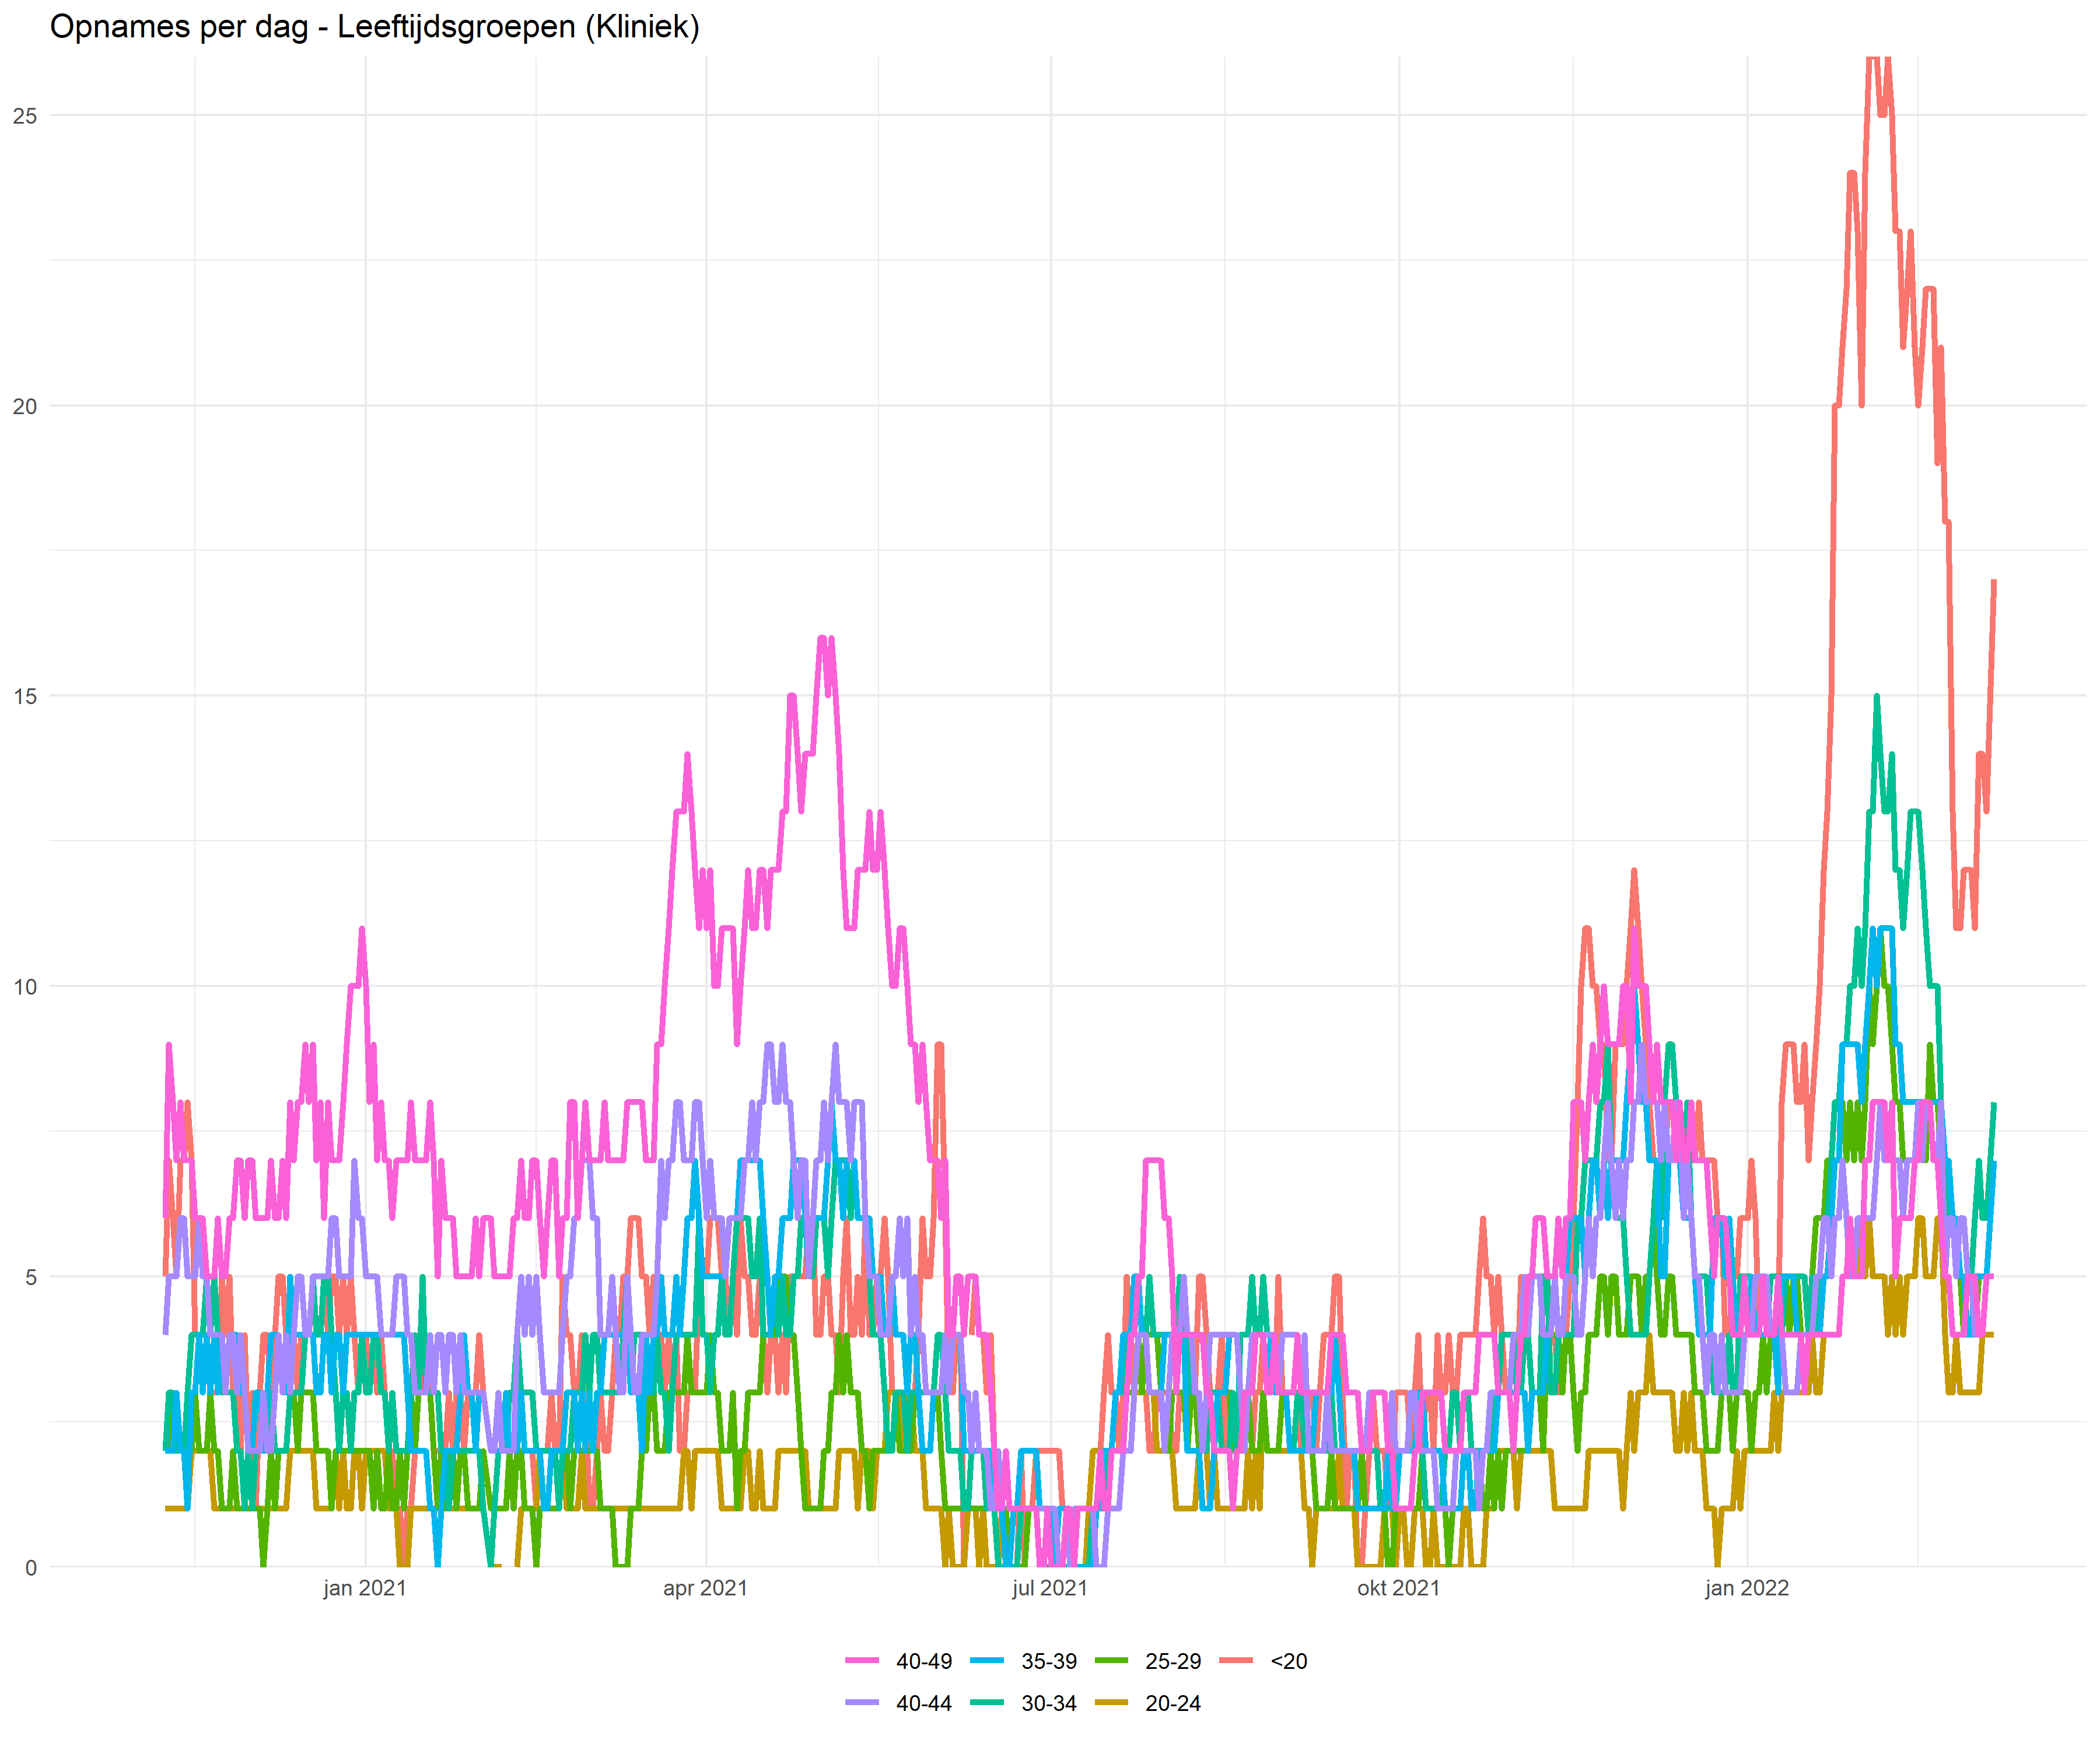 Opnames per dag - Leeftijdsgroepen (Kliniek)
25
20
15
10
5
0
jan 2021 apr 2021 jul 2021 okt 2021 jan 2022
40-49 35-39 25-29 <20
40-44 30-34 20-24